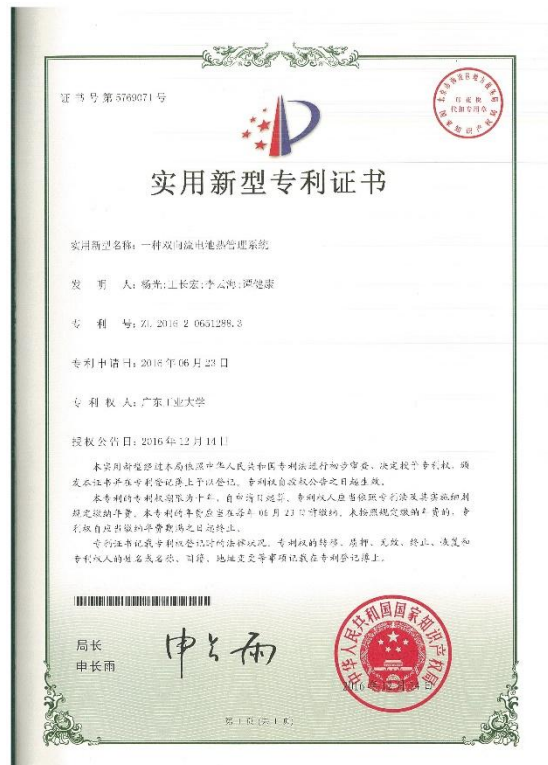 证书号第5769071号
实用新型专利证书
实用新型名称：一种双向流电池热管理系统
发 明 人：杨光;王长宏;李云海;谭健康
专 利 号：ZL 2016 2 0651288.3
专利申请日：2016年06月23日
专 利 权 人：广东工业大学
授权公告日：2016年12月14日
本实用新型经过本局依照中华人民共和国专利法进行初步审查，决定授予专利权，颁
发本证书并在专利登记簿上予以登记。专利权自授权公告之日起生效。
本专利的专利权期限为十年，自申请日起算。专利权人应当依照专利法及其实施细则
规定缴纳年费。本专利的年费应当在每年06月23日前缴纳。未按照规定缴纳年费的，专
利权自应当缴纳年费期满之日起终止。
专利证书记载专利权登记时的法律状况。专利权的转移、质押、无效、终止、恢复和
专利权人的姓名或名称、国籍、地址变更等事项记载在专利登记簿上。
局长
申长雨
申长雨
中华人民共和国国家知识产权局
第1页(共1页)